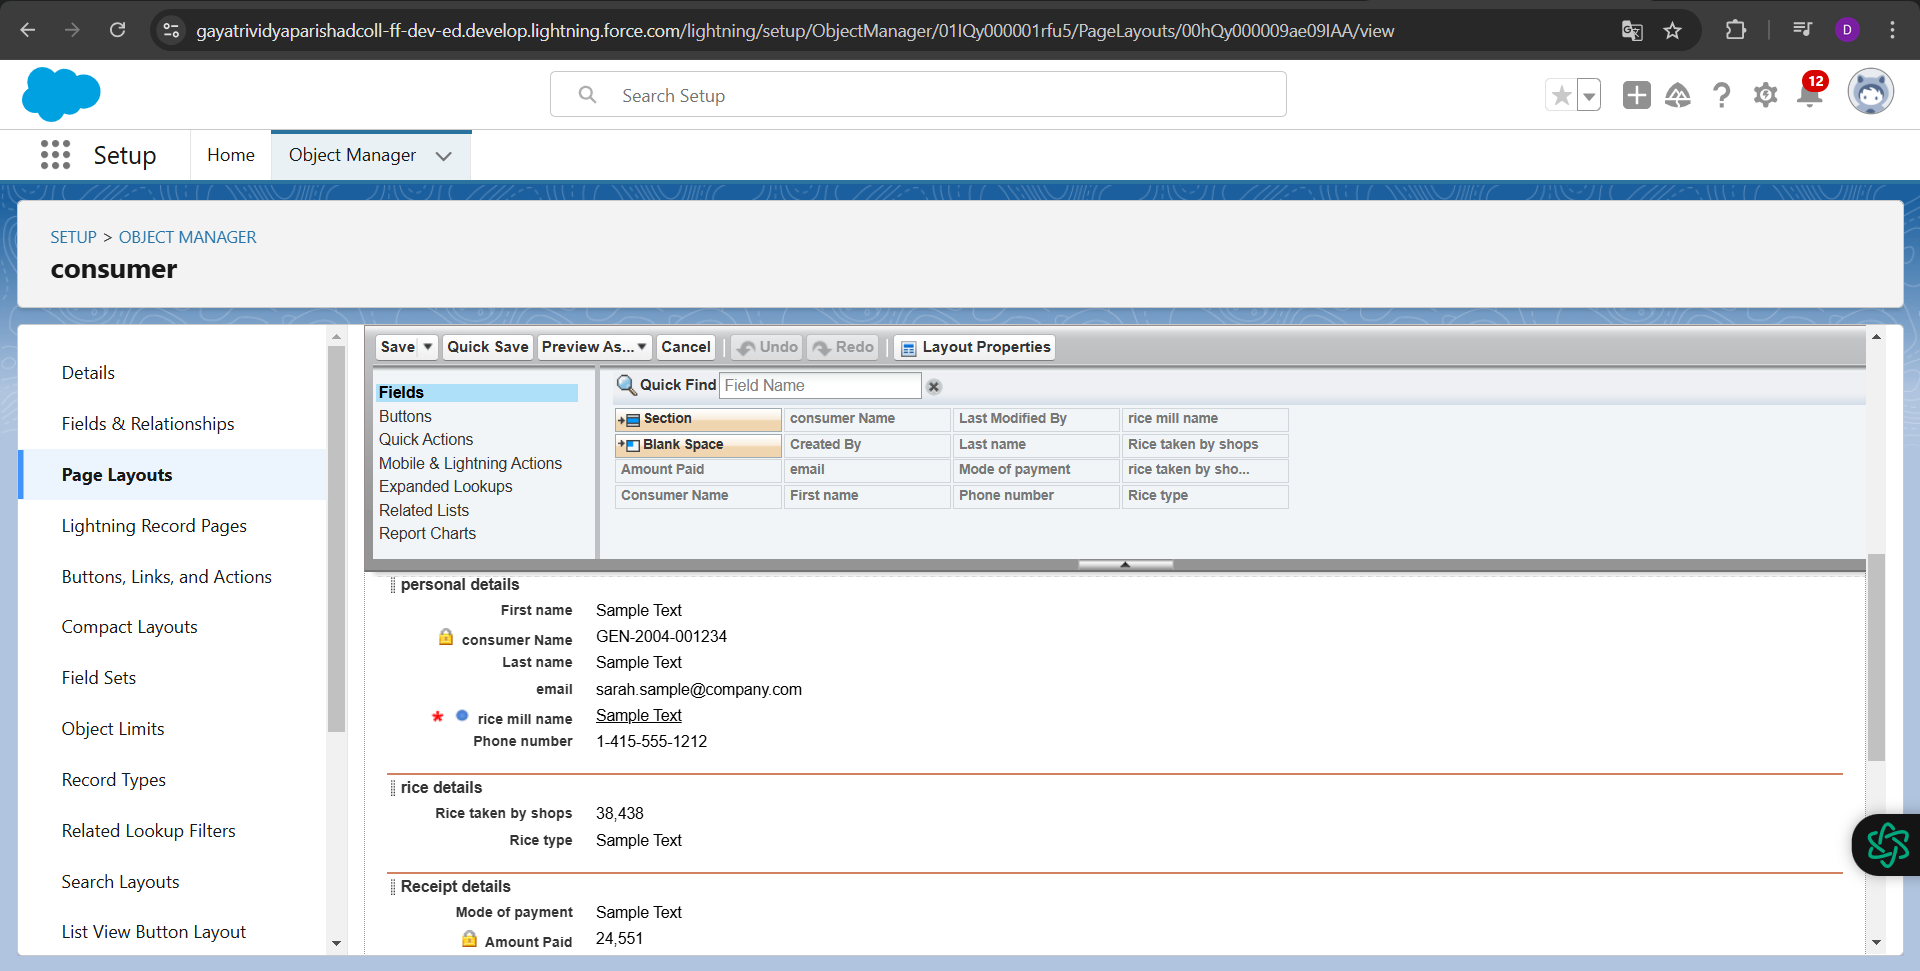 gayatrividyaparishadcoll-ff-dev-ed.develop.lightning.force.com/lightning/setup/ObjectManager/01IQy000001rfu5/PageLayouts/00hQy000009ae09IAA/view
D
Search Setup
12
Setup
Home
Object Manager
SETUP > OBJECT MANAGER
consumer
Details
Fields & Relationships
Page Layouts
Lightning Record Pages
Buttons, Links, and Actions
Compact Layouts
Field Sets
Object Limits
Record Types
Related Lookup Filters
Search Layouts
List View Button Layout
Save Quick Save Preview As... Cancel Undo Redo Layout Properties
Fields
Buttons
Quick Actions
Mobile & Lightning Actions
Expanded Lookups
Related Lists
Report Charts
Quick Find Field Name
Section consumer Name Last Modified By rice mill name
Blank Space Created By Last name Rice taken by shops
Amount Paid email Mode of payment rice taken by sho...
Consumer Name First name Phone number Rice type
personal details
First name Sample Text
consumer Name GEN-2004-001234
Last name Sample Text
email sarah.sample@company.com
* rice mill name Sample Text
Phone number 1-415-555-1212
rice details
Rice taken by shops 38,438
Rice type Sample Text
Receipt details
Mode of payment Sample Text
Amount Paid 24,551